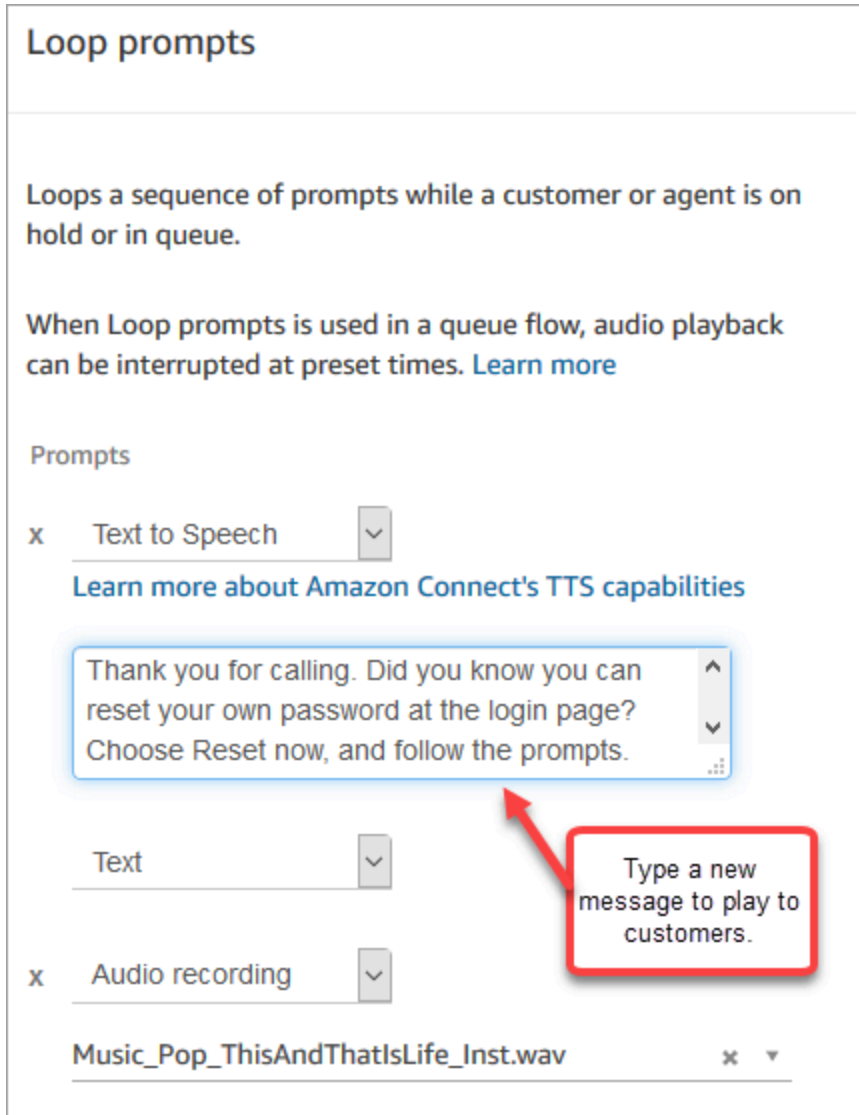 Loop prompts
Loops a sequence of prompts while a customer or agent is on
hold or in queue.
When Loop prompts is used in a queue flow, audio playback
can be interrupted at preset times. Learn more
Prompts
x Text to Speech
Learn more about Amazon Connect's TTS capabilities
Thank you for calling. Did you know you can
reset your own password at the login page?
Choose Reset now, and follow the prompts.
Text
Type a new
message to play to
customers.
x Audio recording
Music_Pop_ThisAndThatIsLife_Inst.wav